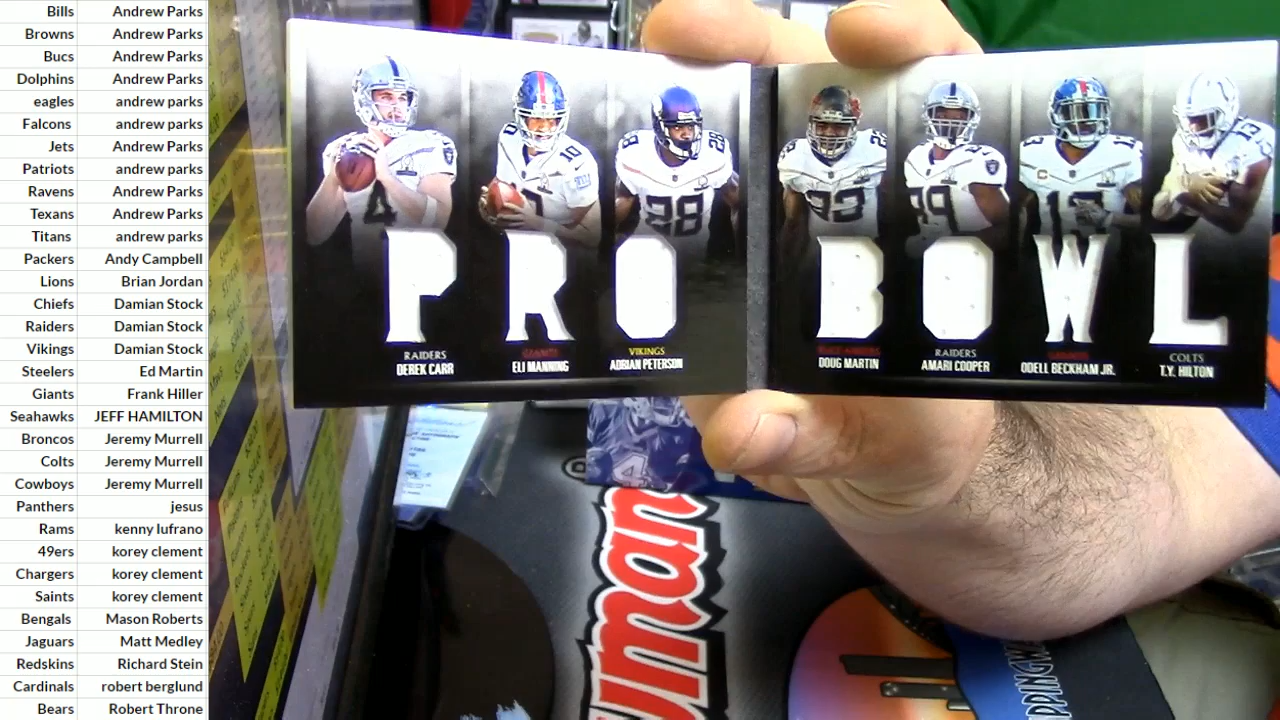 Bills Andrew Parks
Browns Andrew Parks
Bucs Andrew Parks
Dolphins Andrew Parks
eagles andrew parks
Falcons andrew parks
Jets Andrew Parks
Patriots andrew parks
Ravens Andrew Parks
Texans Andrew Parks
Titans andrew parks
Packers Andy Campbell
Lions Brian Jordan
Chiefs Damian Stock
Raiders Damian Stock
Vikings Damian Stock
Steelers Ed Martin
Giants Frank Hiller
Seahawks JEFF HAMILTON
Broncos Jeremy Murrell
Colts Jeremy Murrell
Cowboys Jeremy Murrell
Panthers jesus
Rams kenny lufrano
49ers korey clement
Chargers korey clement
Saints korey clement
Bengals Mason Roberts
Jaguars Matt Medley
Redskins Richard Stein
Cardinals robert berglund
Bears Robert Throne
4 10 28 28
PRO BOWL
RAIDERS
DEREK CARR
GIANTS
ELI MANNING
VIKINGS
ADRIAN PETERSON
BUCCANEERS
DOUG MARTIN
RAIDERS
AMARI COOPER
GIANTS
ODELL BECKHAM JR.
COLTS
T.Y. HILTON